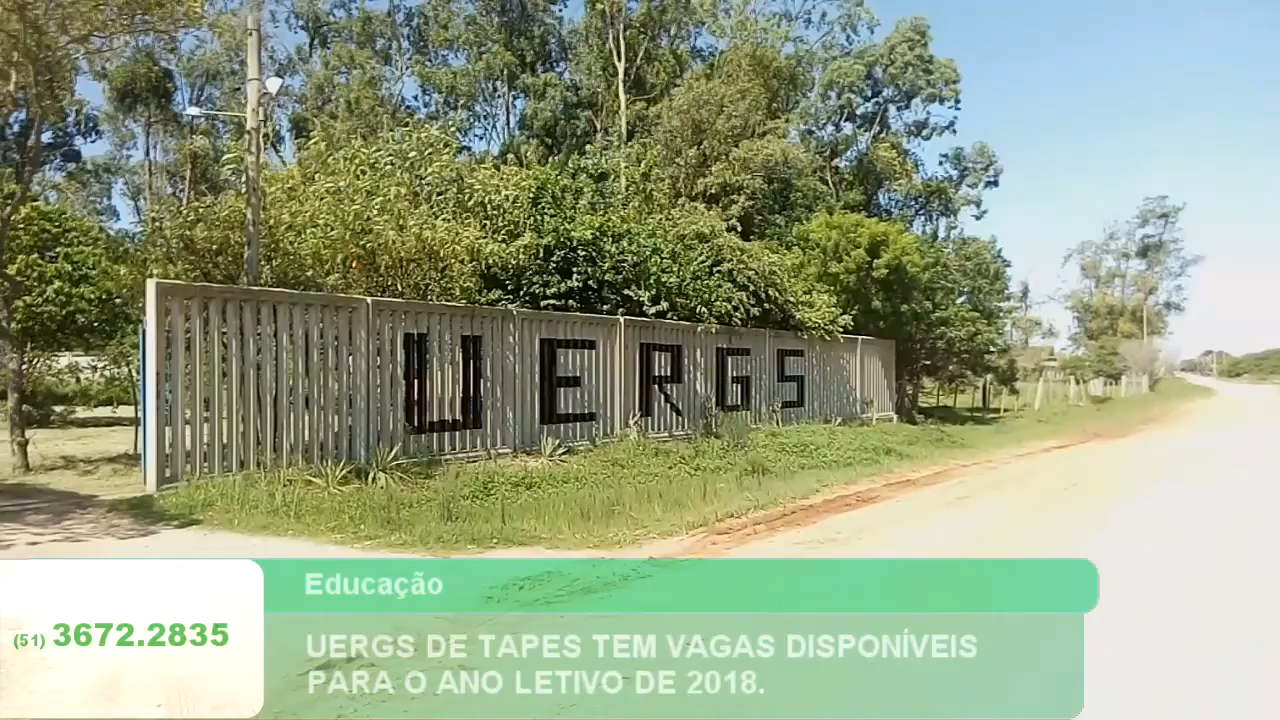 UERGS
Educação
(51) 3672.2835
UERGS DE TAPES TEM VAGAS DISPONÍVEIS
PARA O ANO LETIVO DE 2018.